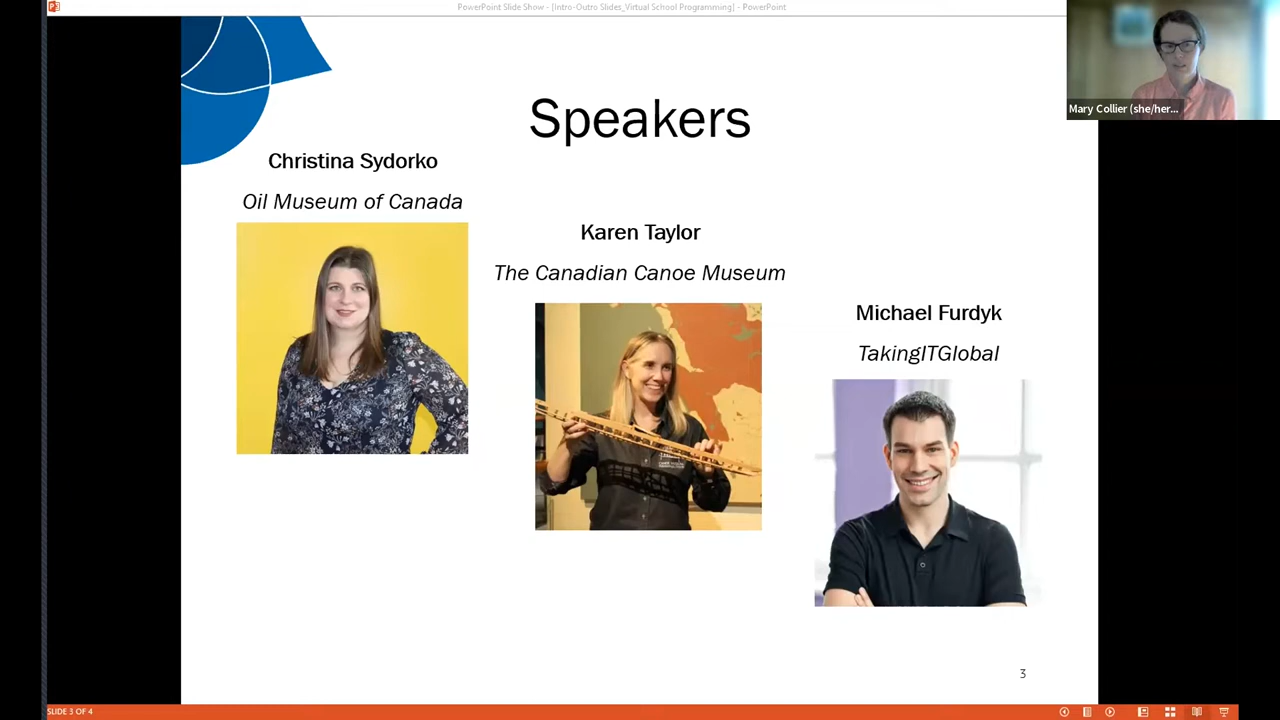 PowerPoint Slide Show - [Intro-Outro Slides_Virtual School Programming] - PowerPoint
Mary Collier (she/her...
Speakers
Christina Sydorko
Oil Museum of Canada
Karen Taylor
The Canadian Canoe Museum
Michael Furdyk
TakingITGlobal
3
SLIDE 3 OF 4